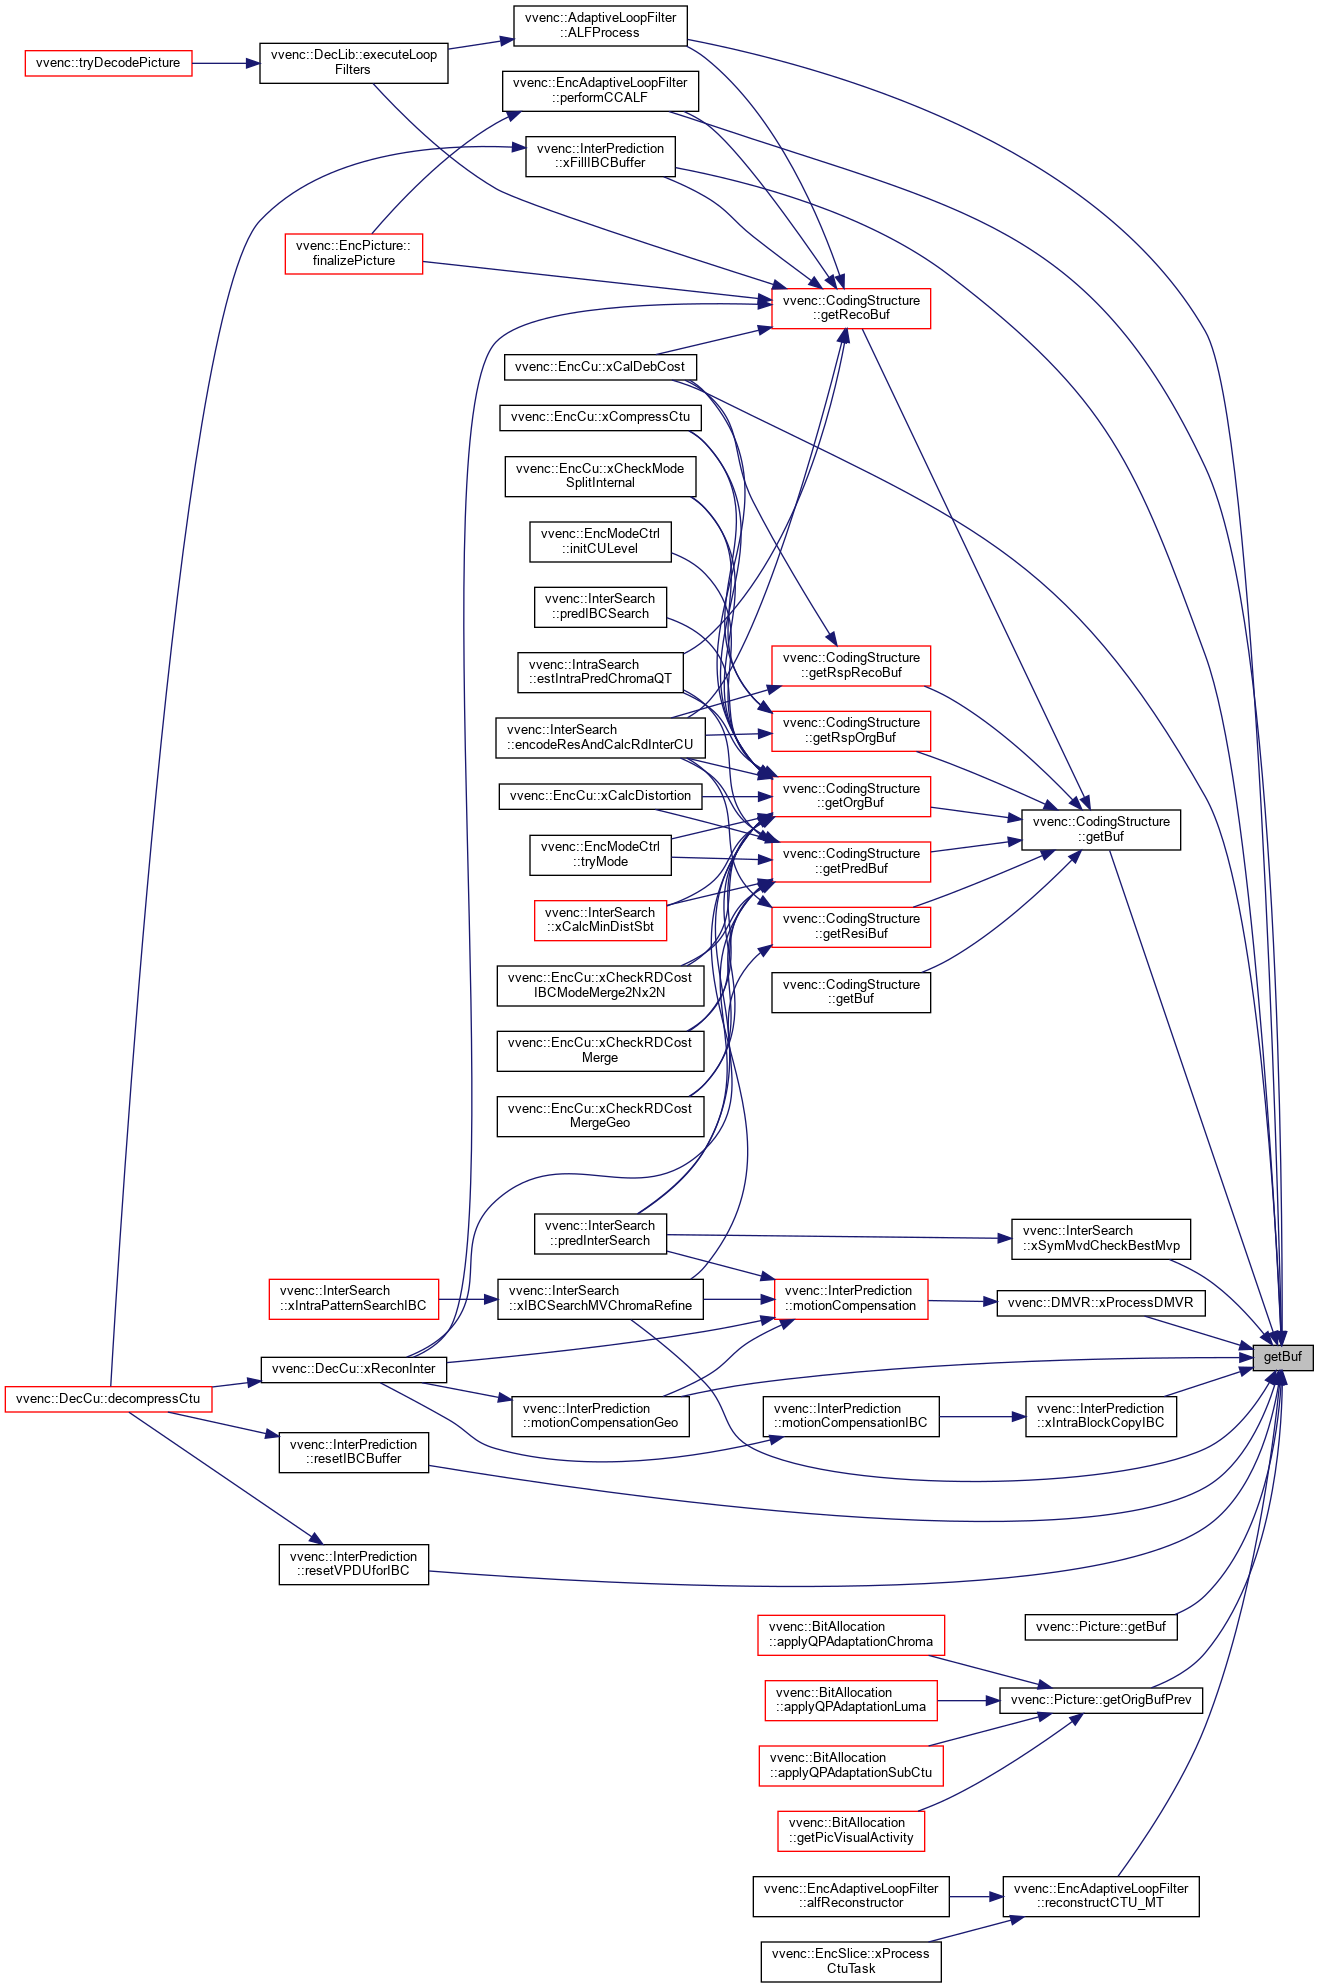 vvenc::AdaptiveLoopFilter
::ALFProcess
vvenc::tryDecodePicture
vvenc::DecLib::executeLoop
Filters
vvenc::EncAdaptiveLoopFilter
::performCCALF
vvenc::InterPrediction
::xFillIBCBuffer
vvenc::EncPicture::
finalizePicture
vvenc::CodingStructure
::getRecoBuf
vvenc::EncCu::xCalDebCost
vvenc::EncCu::xCompressCtu
vvenc::EncCu::xCheckMode
SplitInternal
vvenc::EncModeCtrl
::initCULevel
vvenc::InterSearch
::predIBCSearch
vvenc::IntraSearch
::estIntraPredChromaQT
vvenc::CodingStructure
::getRspRecoBuf
vvenc::InterSearch
::encodeResAndCalcRdInterCU
vvenc::CodingStructure
::getRspOrgBuf
vvenc::EncCu::xCalcDistortion
vvenc::CodingStructure
::getOrgBuf
vvenc::CodingStructure
::getBuf
vvenc::EncModeCtrl
::tryMode
vvenc::CodingStructure
::getPredBuf
vvenc::InterSearch
::xCalcMinDistSbt
vvenc::CodingStructure
::getResiBuf
vvenc::EncCu::xCheckRDCost
IBCModeMerge2Nx2N
vvenc::CodingStructure
::getBuf
vvenc::EncCu::xCheckRDCost
Merge
vvenc::EncCu::xCheckRDCost
MergeGeo
vvenc::InterSearch
::predInterSearch
vvenc::InterSearch
::xSymMvdCheckBestMvp
vvenc::InterSearch
::xIntraPatternSearchIBC
vvenc::InterSearch
::xIBCSearchMVChromaRefine
vvenc::InterPrediction
::motionCompensation
vvenc::DMVR::xProcessDMVR
getBuf
vvenc::DecCu::xReconInter
vvenc::DecCu::decompressCtu
vvenc::InterPrediction
::motionCompensationGeo
vvenc::InterPrediction
::motionCompensationIBC
vvenc::InterPrediction
::xIntraBlockCopyIBC
vvenc::InterPrediction
::resetIBCBuffer
vvenc::InterPrediction
::resetVPDUforIBC
vvenc::Picture::getBuf
vvenc::BitAllocation
::applyQPAdaptationChroma
vvenc::BitAllocation
::applyQPAdaptationLuma
vvenc::Picture::getOrigBufPrev
vvenc::BitAllocation
::applyQPAdaptationSubCtu
vvenc::BitAllocation
::getPicVisualActivity
vvenc::EncAdaptiveLoopFilter
::alfReconstructor
vvenc::EncAdaptiveLoopFilter
::reconstructCTU_MT
vvenc::EncSlice::xProcess
CtuTask